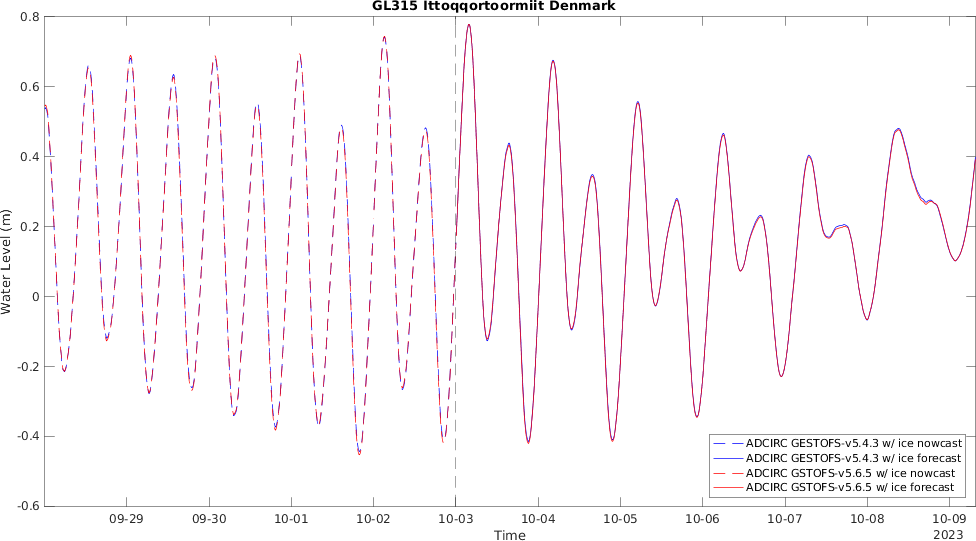 GL315 Ittoqqortoormiit Denmark
0.8
0.6
0.4
0.2
0
-0.2
-0.4
-0.6
Water Level (m)
ADCIRC GESTOFS-v5.4.3 w/ ice nowcast
ADCIRC GESTOFS-v5.4.3 w/ ice forecast
ADCIRC GSTOFS-v5.6.5 w/ ice nowcast
ADCIRC GSTOFS-v5.6.5 w/ ice forecast
09-29 09-30 10-01 10-02 10-03 10-04 10-05 10-06 10-07 10-08 10-09
2023
Time